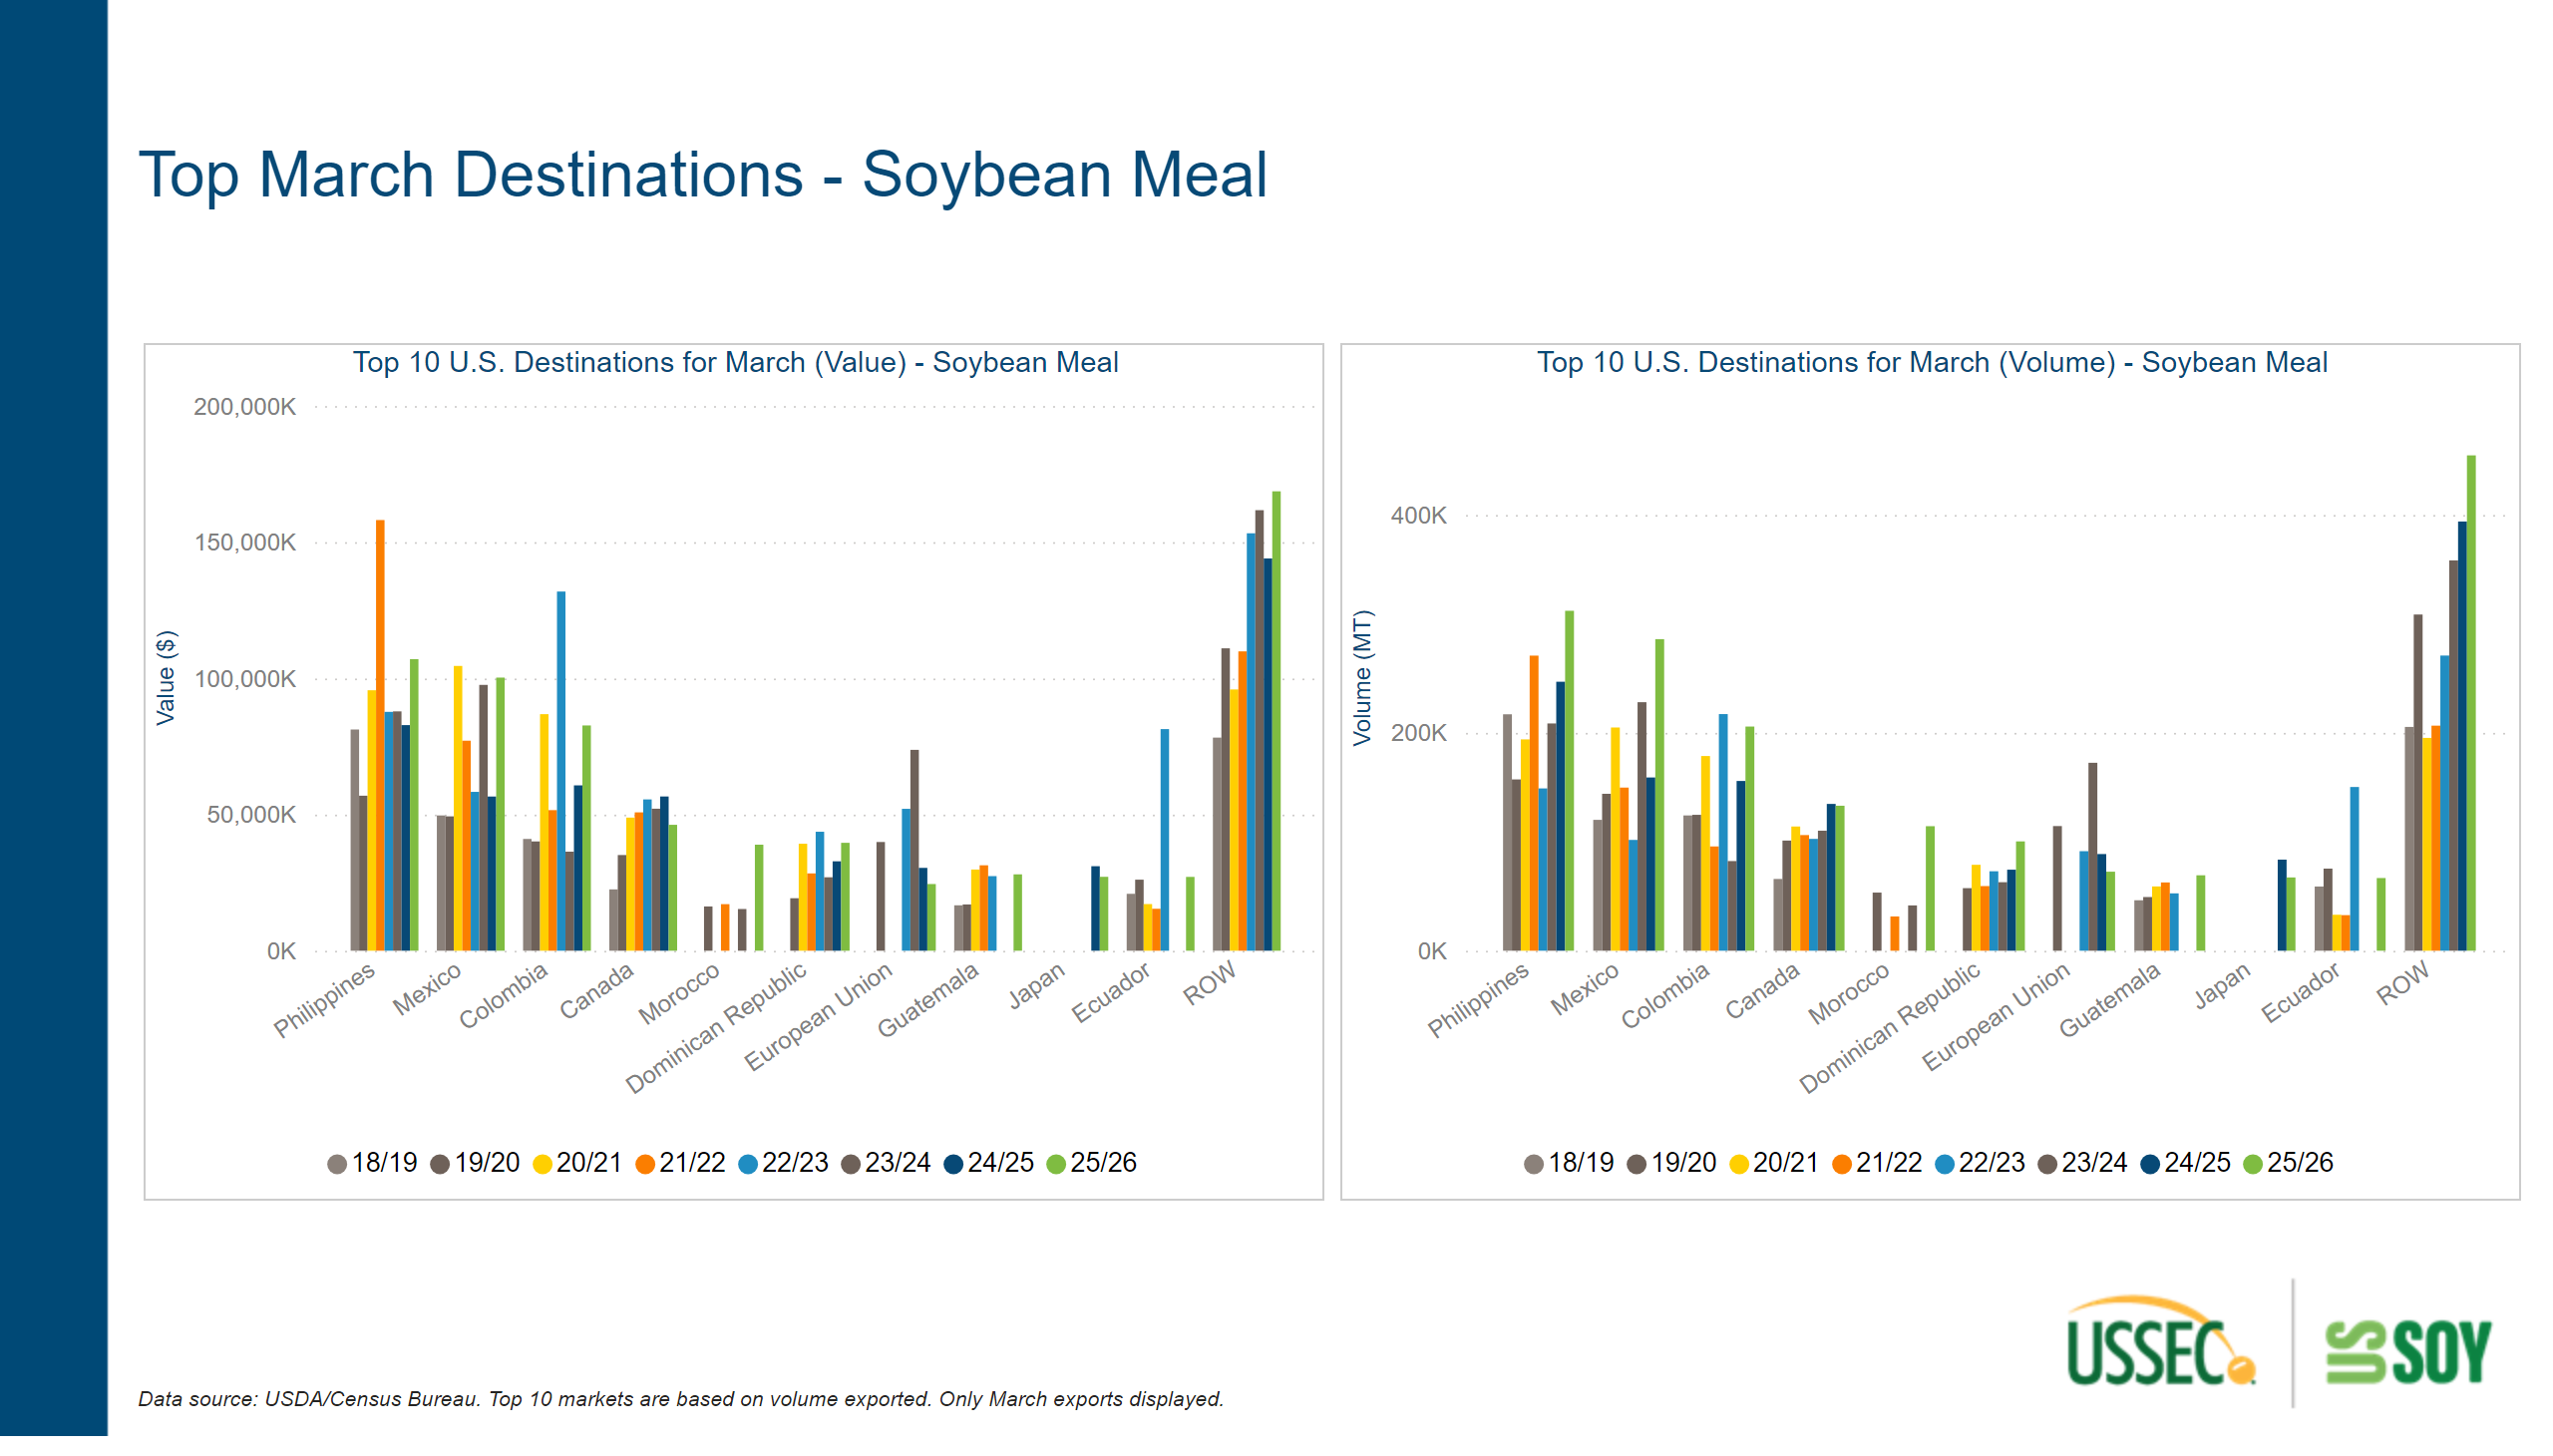 Top March Destinations - Soybean Meal
Top 10 U.S. Destinations for March (Value) - Soybean Meal
200,000K
150,000K
100,000K
50,000K
0K
Value ($)
Philippines
Mexico
Colombia
Canada
Morocco
Dominican Republic
European Union
Guatemala
Japan
Ecuador
ROW
18/19 19/20 20/21 21/22 22/23 23/24 24/25 25/26
Top 10 U.S. Destinations for March (Volume) - Soybean Meal
400K
200K
0K
Volume (MT)
Philippines
Mexico
Colombia
Canada
Morocco
Dominican Republic
European Union
Guatemala
Japan
Ecuador
ROW
18/19 19/20 20/21 21/22 22/23 23/24 24/25 25/26
USSEC
US SOY
Data source: USDA/Census Bureau. Top 10 markets are based on volume exported. Only March exports displayed.